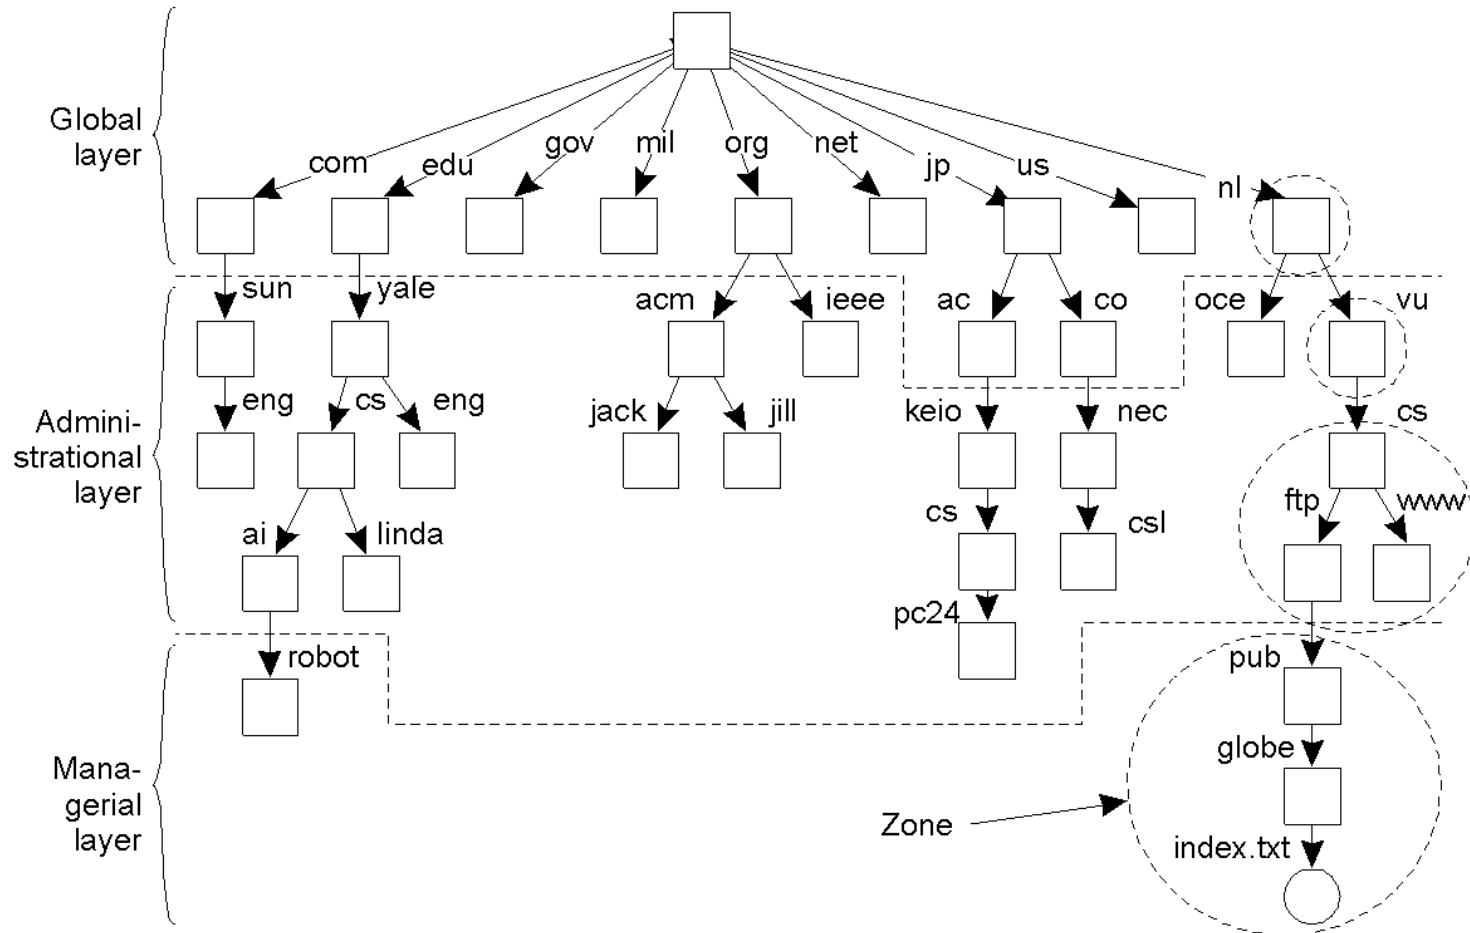 Global
layer
com
edu
gov
mil
org
net
jp
us
nl
sun
yale
acm
ieee
ac
co
oce
vu
Admini-
strational
layer
eng
cs
eng
jack
jill
keio
nec
cs
ai
linda
cs
csl
ftp
www
pc24
robot
pub
Mana-
gerial
layer
globe
Zone
index.txt